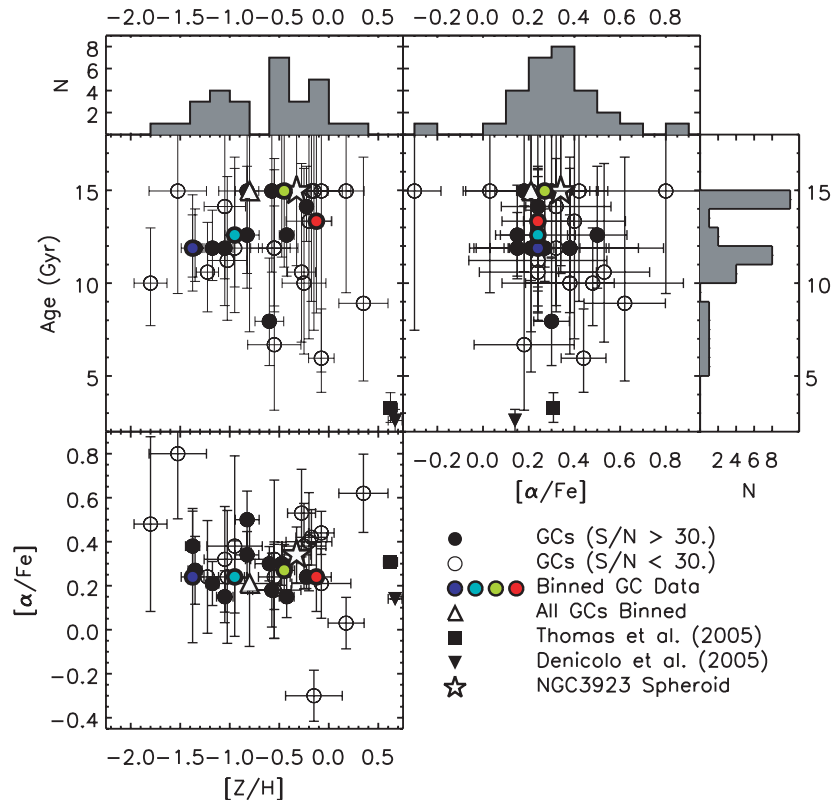 -2.0 -1.5 -1.0 -0.5 0.0 0.5
-0.2 0.0 0.2 0.4 0.6 0.8
N
8
6
4
2
Age (Gyr)
15
10
5
15
10
5
-0.2 0.0 0.2 0.4 0.6 0.8
[α/Fe]
2 4 6 8
N
[α/Fe]
0.8
0.6
0.4
0.2
0.0
-0.2
-0.4
-2.0 -1.5 -1.0 -0.5 0.0 0.5
[Z/H]
GCs (S/N > 30.)
GCs (S/N < 30.)
Binned GC Data
All GCs Binned
Thomas et al. (2005)
Denicolo et al. (2005)
NGC3923 Spheroid